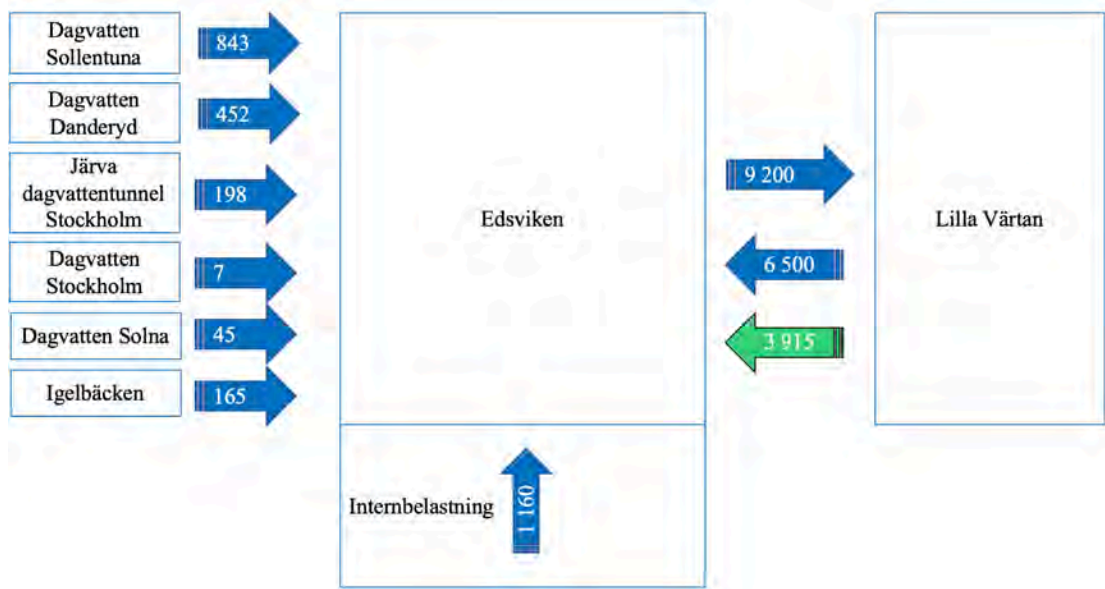 Dagvatten
Sollentuna
843
Dagvatten
Danderyd
452
Järva
dagvattentunnel
Stockholm
198
Dagvatten
Stockholm
7
Dagvatten Solna
45
Igelbäcken
165
Edsviken
9 200
6 500
3 915
Lilla Värtan
Internbelastning
1 160